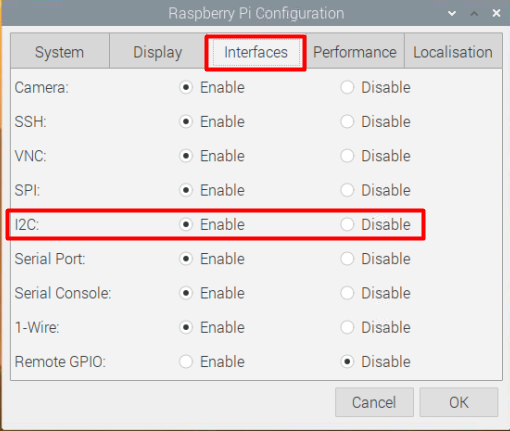 Raspberry Pi Configuration
System Display Interfaces Performance Localisation
Camera: Enable Disable
SSH: Enable Disable
VNC: Enable Disable
SPI: Enable Disable
I2C: Enable Disable
Serial Port: Enable Disable
Serial Console: Enable Disable
1-Wire: Enable Disable
Remote GPIO: Enable Disable
Cancel OK